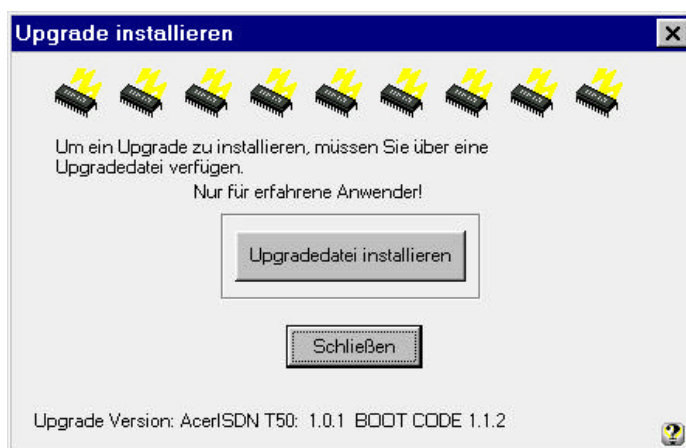 Upgrade installieren
Um ein Upgrade zu installieren, müssen Sie über eine
Upgradedatei verfügen.
Nur für erfahrene Anwender!
Upgradedatei installieren
Schließen
Upgrade Version: AcerISDN T50: 1.0.1 BOOT CODE 1.1.2